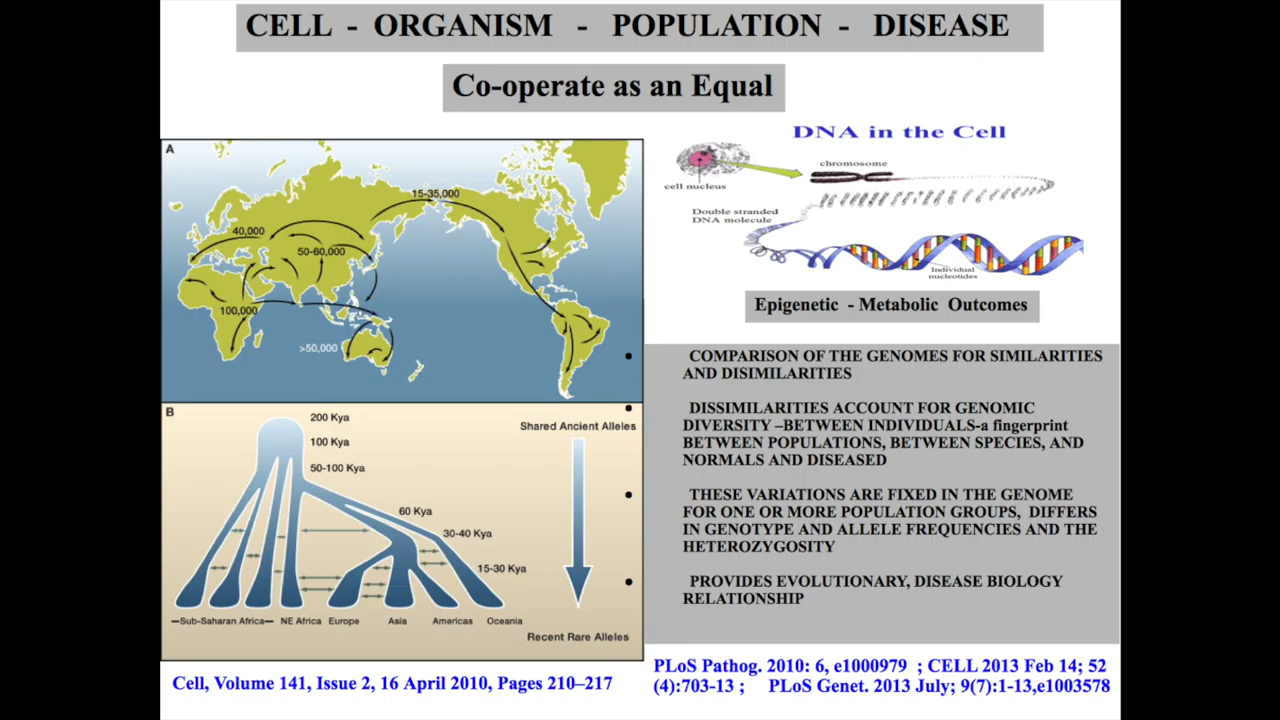 CELL - ORGANISM - POPULATION - DISEASE
Co-operate as an Equal
A
15-35,000
40,000
50-60,000
100,000
>50,000
B
200 Kya
100 Kya
50-100 Kya
60 Kya
30-40 Kya
15-30 Kya
Shared Ancient Alleles
Recent Rare Alleles
Sub-Saharan Africa
NE Africa
Europe
Asia
Americas
Oceania
Cell, Volume 141, Issue 2, 16 April 2010, Pages 210–217
DNA in the Cell
chromosome
cell nucleus
Double stranded
DNA molecule
Individual
nucleotides
Epigenetic - Metabolic Outcomes
• COMPARISON OF THE GENOMES FOR SIMILARITIES
AND DISIMILARITIES
• DISSIMILARITIES ACCOUNT FOR GENOMIC
DIVERSITY –BETWEEN INDIVIDUALS-a fingerprint
BETWEEN POPULATIONS, BETWEEN SPECIES, AND
NORMALS AND DISEASED
• THESE VARIATIONS ARE FIXED IN THE GENOME
FOR ONE OR MORE POPULATION GROUPS, DIFFERS
IN GENOTYPE AND ALLELE FREQUENCIES AND THE
HETEROZYGOSITY
• PROVIDES EVOLUTIONARY, DISEASE BIOLOGY
RELATIONSHIP
PLoS Pathog. 2010: 6, e1000979 ; CELL 2013 Feb 14; 52
(4):703-13 ; PLoS Genet. 2013 July; 9(7):1-13,e1003578